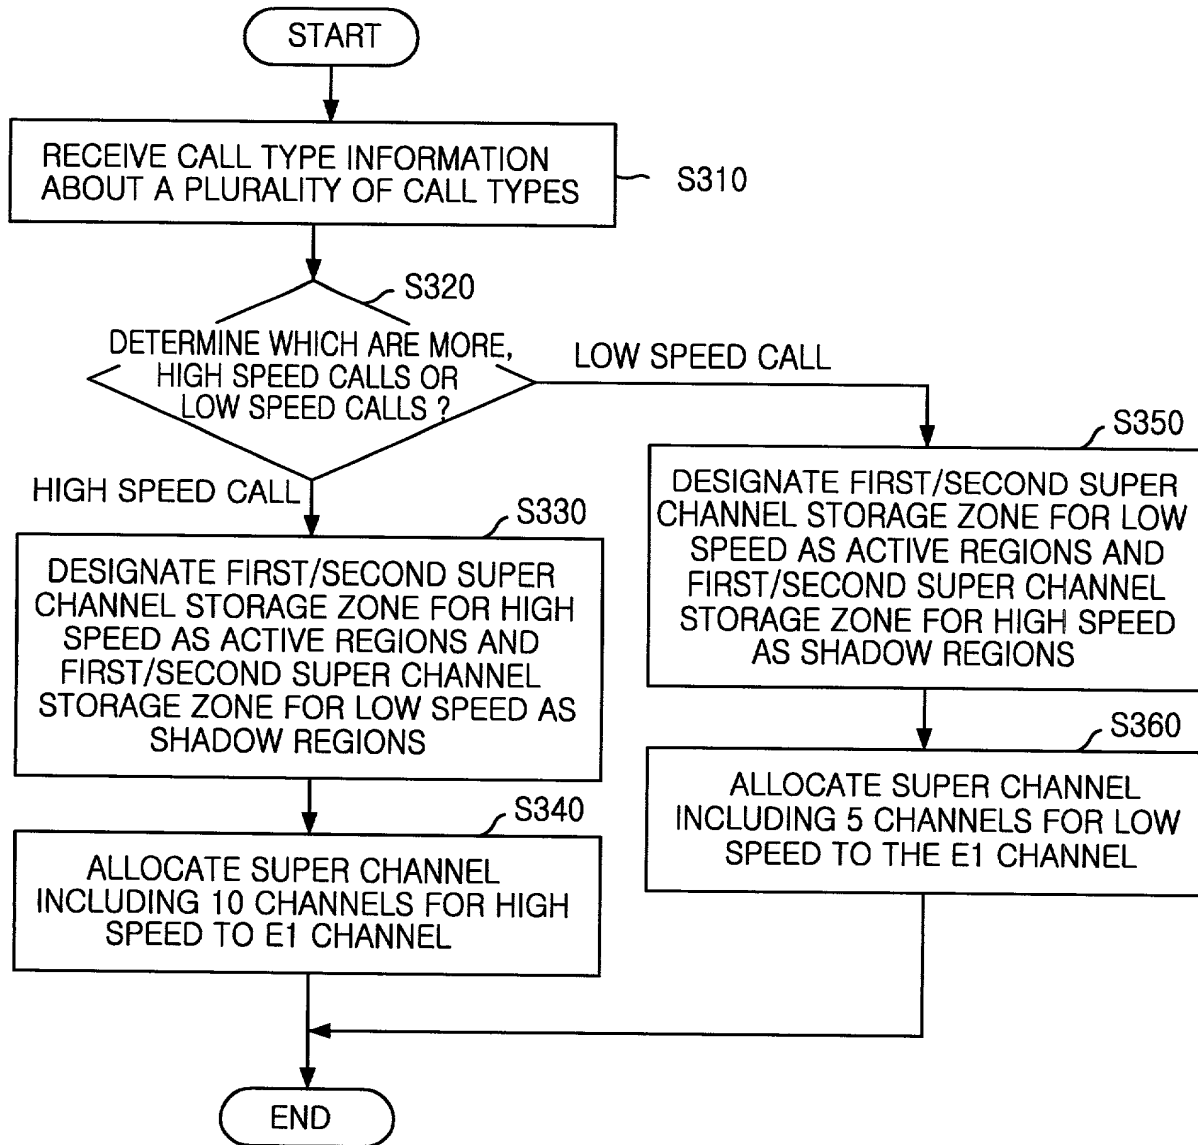 START
RECEIVE CALL TYPE INFORMATION
ABOUT A PLURALITY OF CALL TYPES
S310
S320
DETERMINE WHICH ARE MORE,
HIGH SPEED CALLS OR
LOW SPEED CALLS ?
LOW SPEED CALL
HIGH SPEED CALL
S330
DESIGNATE FIRST/SECOND SUPER
CHANNEL STORAGE ZONE FOR HIGH
SPEED AS ACTIVE REGIONS AND
FIRST/SECOND SUPER CHANNEL
STORAGE ZONE FOR LOW SPEED AS
SHADOW REGIONS
S340
ALLOCATE SUPER CHANNEL
INCLUDING 10 CHANNELS FOR HIGH
SPEED TO E1 CHANNEL
S350
DESIGNATE FIRST/SECOND SUPER
CHANNEL STORAGE ZONE FOR LOW
SPEED AS ACTIVE REGIONS AND
FIRST/SECOND SUPER CHANNEL
STORAGE ZONE FOR HIGH SPEED
AS SHADOW REGIONS
S360
ALLOCATE SUPER CHANNEL
INCLUDING 5 CHANNELS FOR LOW
SPEED TO THE E1 CHANNEL
END